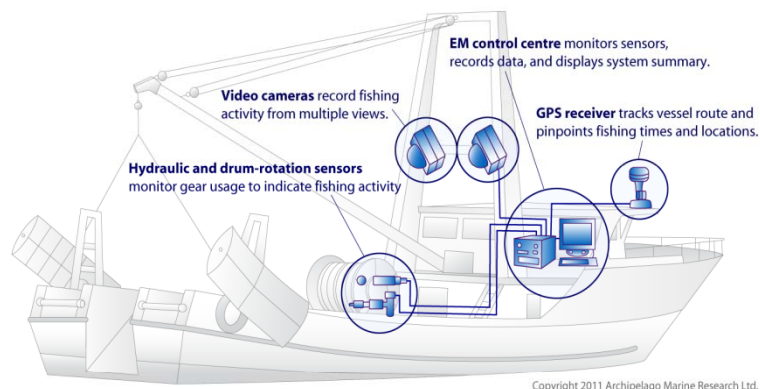 EM control centre monitors sensors,
records data, and displays system summary.
Video cameras record fishing
activity from multiple views.
GPS receiver tracks vessel route and
pinpoints fishing times and locations.
Hydraulic and drum-rotation sensors
monitor gear usage to indicate fishing activity
Copyright 2011 Archipelago Marine Research Ltd.